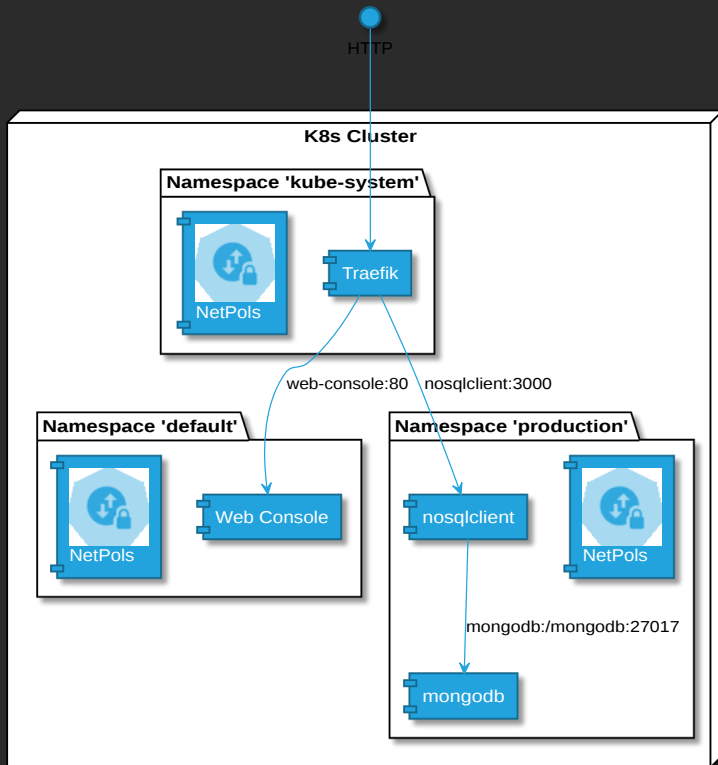 HTTP
K8s Cluster
Namespace 'kube-system'
NetPols
Traefik
web-console:80
nosqlclient:3000
Namespace 'default'
NetPols
Web Console
Namespace 'production'
nosqlclient
NetPols
mongodb:/mongodb:27017
mongodb